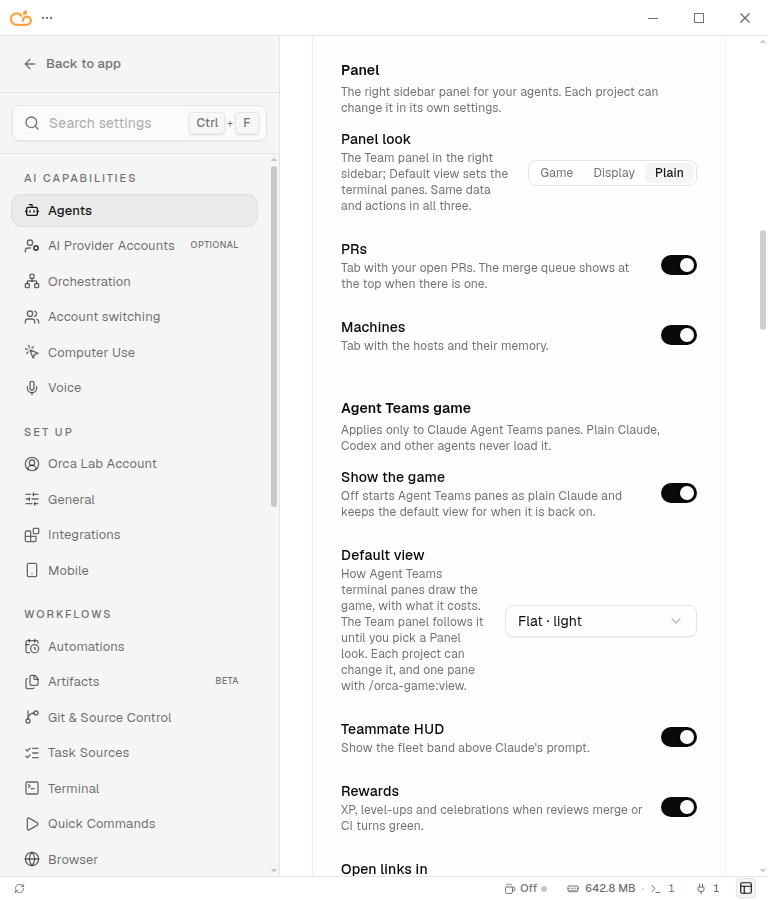 Back to app
Search settings
Ctrl + F
AI CAPABILITIES
Agents
AI Provider Accounts OPTIONAL
Orchestration
Account switching
Computer Use
Voice
SET UP
Orca Lab Account
General
Integrations
Mobile
WORKFLOWS
Automations
Artifacts BETA
Git & Source Control
Task Sources
Terminal
Quick Commands
Browser
Panel
The right sidebar panel for your agents. Each project can
change it in its own settings.
Panel look
The Team panel in the right
sidebar; Default view sets the
terminal panes. Same data
and actions in all three.
Game Display Plain
PRs
Tab with your open PRs. The merge queue shows at
the top when there is one.
Machines
Tab with the hosts and their memory.
Agent Teams game
Applies only to Claude Agent Teams panes. Plain Claude,
Codex and other agents never load it.
Show the game
Off starts Agent Teams panes as plain Claude and
keeps the default view for when it is back on.
Default view
How Agent Teams
terminal panes draw the
game, with what it costs.
The Team panel follows it
until you pick a Panel
look. Each project can
change it, and one pane
with /orca-game:view.
Flat · light
Teammate HUD
Show the fleet band above Claude's prompt.
Rewards
XP, level-ups and celebrations when reviews merge or
CI turns green.
Open links in
Off 642.8 MB · 1 1